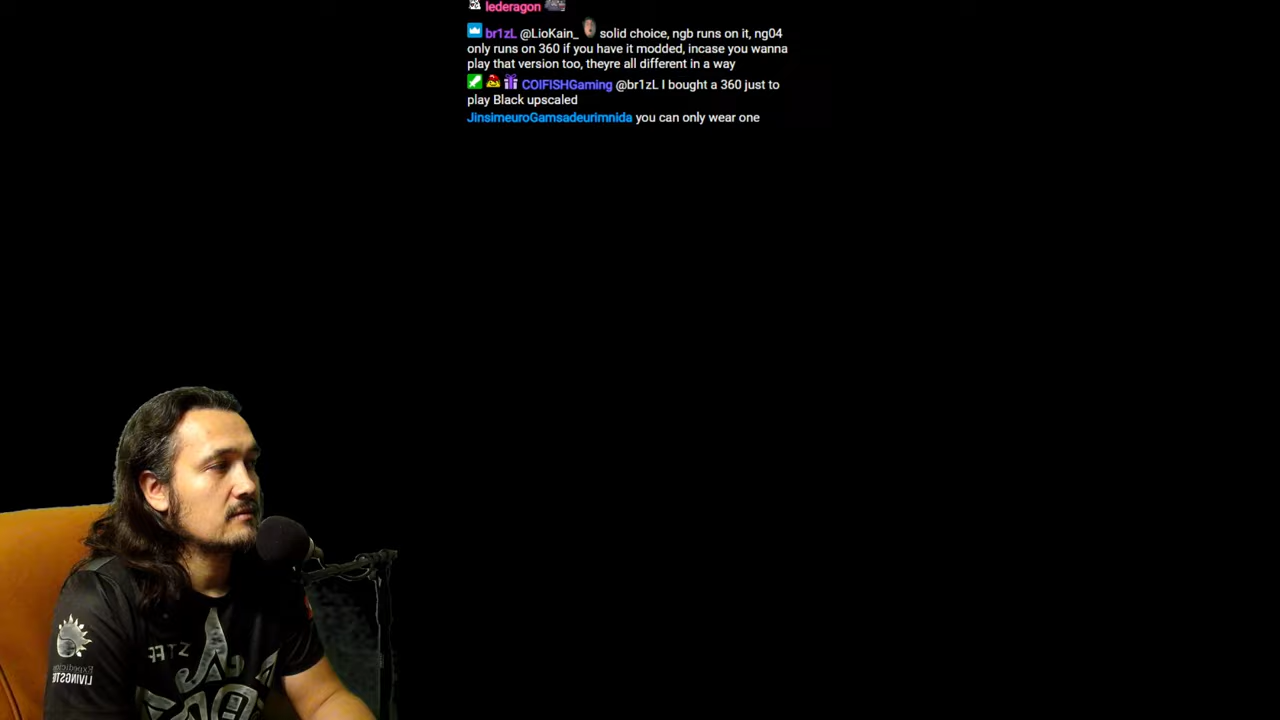 lederagon
br1zL @LioKain_ solid choice, ngb runs on it, ng04
only runs on 360 if you have it modded, incase you wanna
play that version too, theyre all different in a way
COIFISHGaming @br1zL I bought a 360 just to
play Black upscaled
JinsimeuroGamsadeurimnida you can only wear one
LIVINGSTO